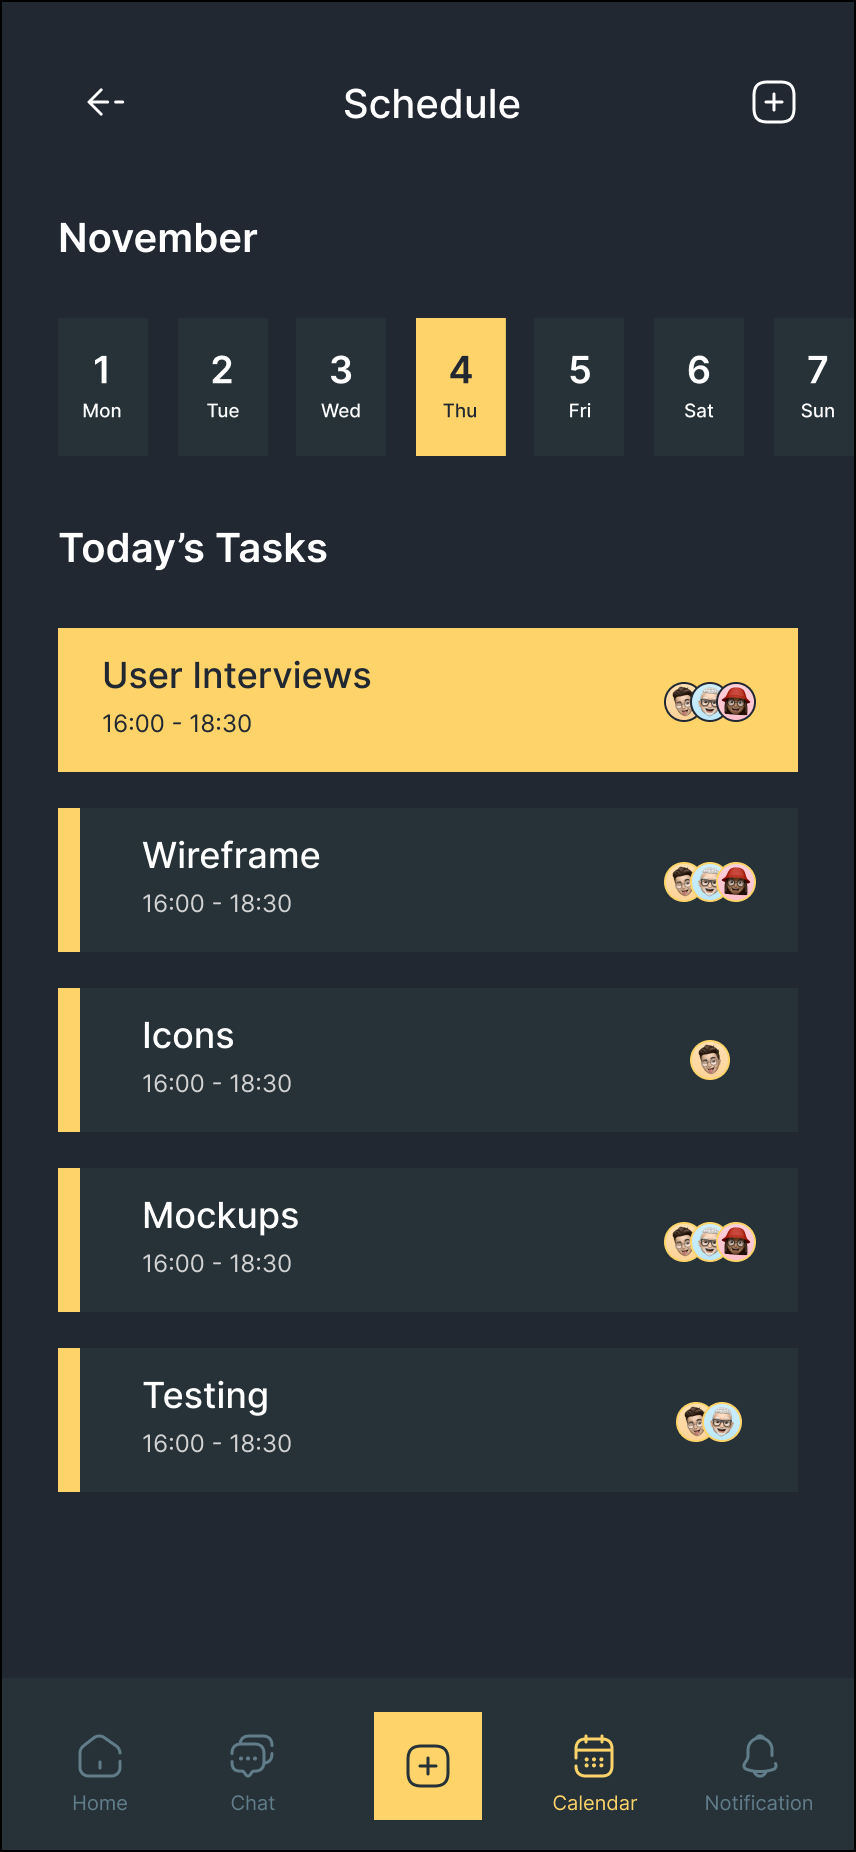 Schedule
November
1 2 3 4 5 6 7
Mon Tue Wed Thu Fri Sat Sun
Today’s Tasks
User Interviews
16:00 - 18:30
Wireframe
16:00 - 18:30
Icons
16:00 - 18:30
Mockups
16:00 - 18:30
Testing
16:00 - 18:30
Home Chat Calendar Notification